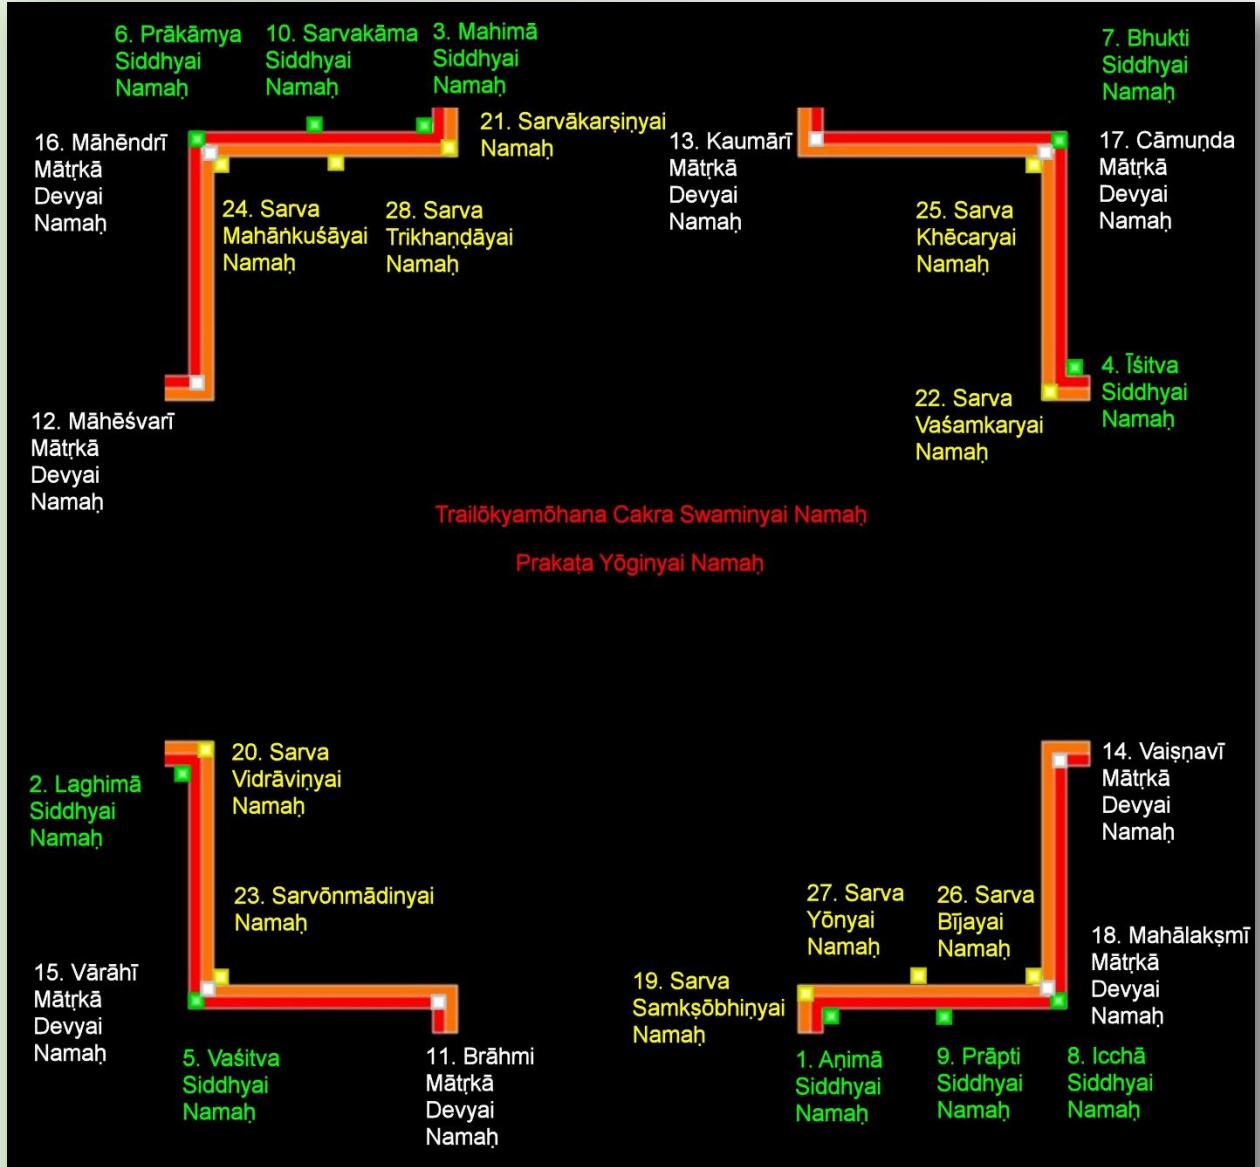 6. Prākāmya
Siddhyai
Namaḥ
10. Sarvakāma
Siddhyai
Namaḥ
3. Mahimā
Siddhyai
Namaḥ
7. Bhukti
Siddhyai
Namaḥ
16. Māhēndrī
Mātṛkā
Devyai
Namaḥ
21. Sarvākarṣiṇyai
Namaḥ
13. Kaumārī
Mātṛkā
Devyai
Namaḥ
17. Cāmuṇda
Mātṛkā
Devyai
Namaḥ
24. Sarva
Mahāṅkuśāyai
Namaḥ
28. Sarva
Trikhaṇḍāyai
Namaḥ
25. Sarva
Khēcaryai
Namaḥ
12. Māhēśvarī
Mātṛkā
Devyai
Namaḥ
22. Sarva
Vaśamkaryai
Namaḥ
4. Īśitva
Siddhyai
Namaḥ
Trailōkyamōhana Cakra Swaminyai Namaḥ
Prakaṭa Yōginyai Namaḥ
2. Laghimā
Siddhyai
Namaḥ
20. Sarva
Vidrāviṇyai
Namaḥ
14. Vaiṣṇavī
Mātṛkā
Devyai
Namaḥ
23. Sarvōnmādinyai
Namaḥ
27. Sarva
Yōnyai
Namaḥ
26. Sarva
Bījayai
Namaḥ
15. Vārāhī
Mātṛkā
Devyai
Namaḥ
19. Sarva
Samkṣōbhiṇyai
Namaḥ
18. Mahālakṣmī
Mātṛkā
Devyai
Namaḥ
5. Vaśitva
Siddhyai
Namaḥ
11. Brāhmi
Mātṛkā
Devyai
Namaḥ
1. Aṇimā
Siddhyai
Namaḥ
9. Prāpti
Siddhyai
Namaḥ
8. Icchā
Siddhyai
Namaḥ